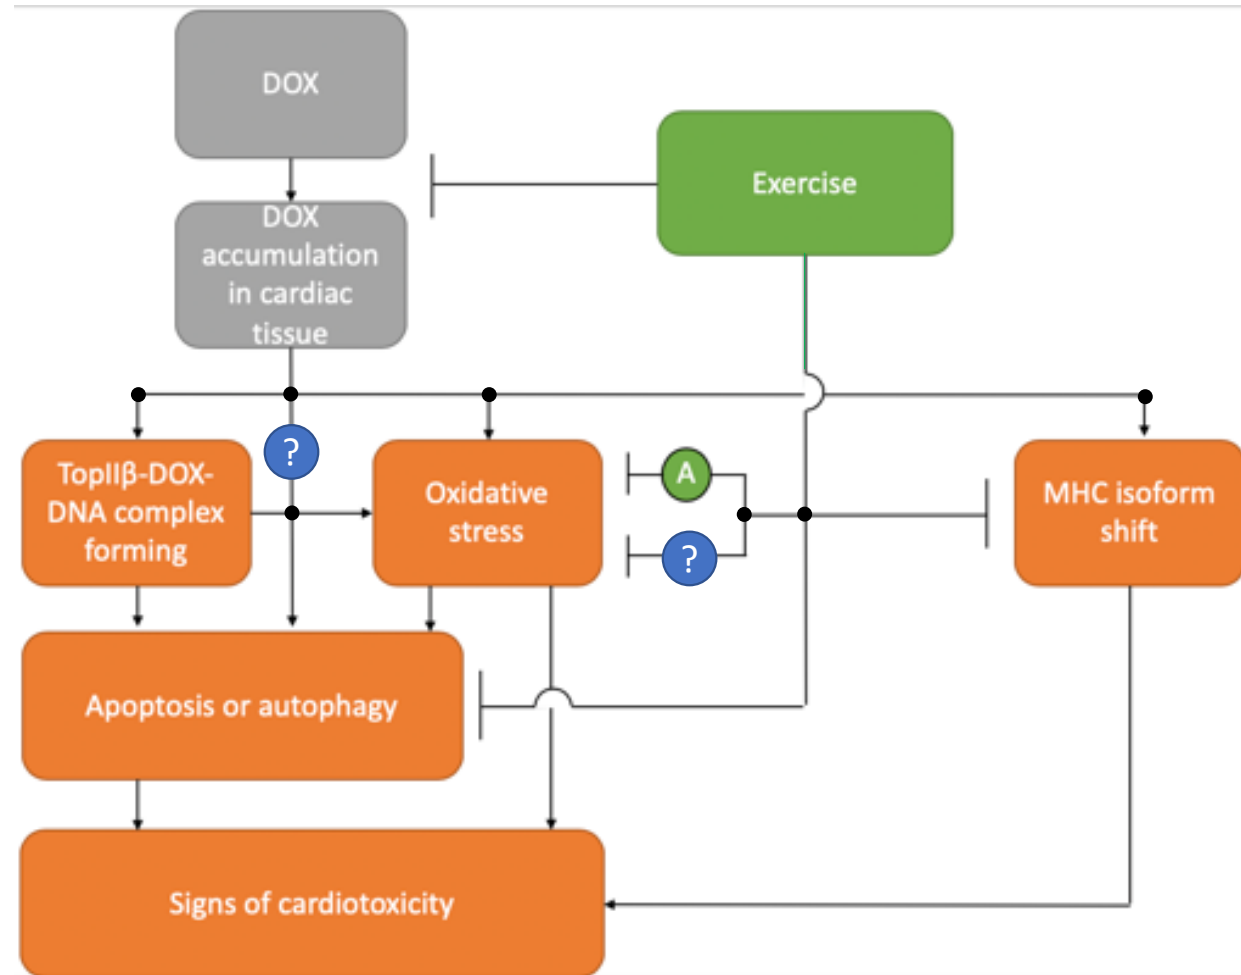 DOX
Exercise
DOX
accumulation
in cardiac
tissue
?
TopIIβ-DOX-
DNA complex
forming
Oxidative
stress
A
?
MHC isoform
shift
Apoptosis or autophagy
Signs of cardiotoxicity